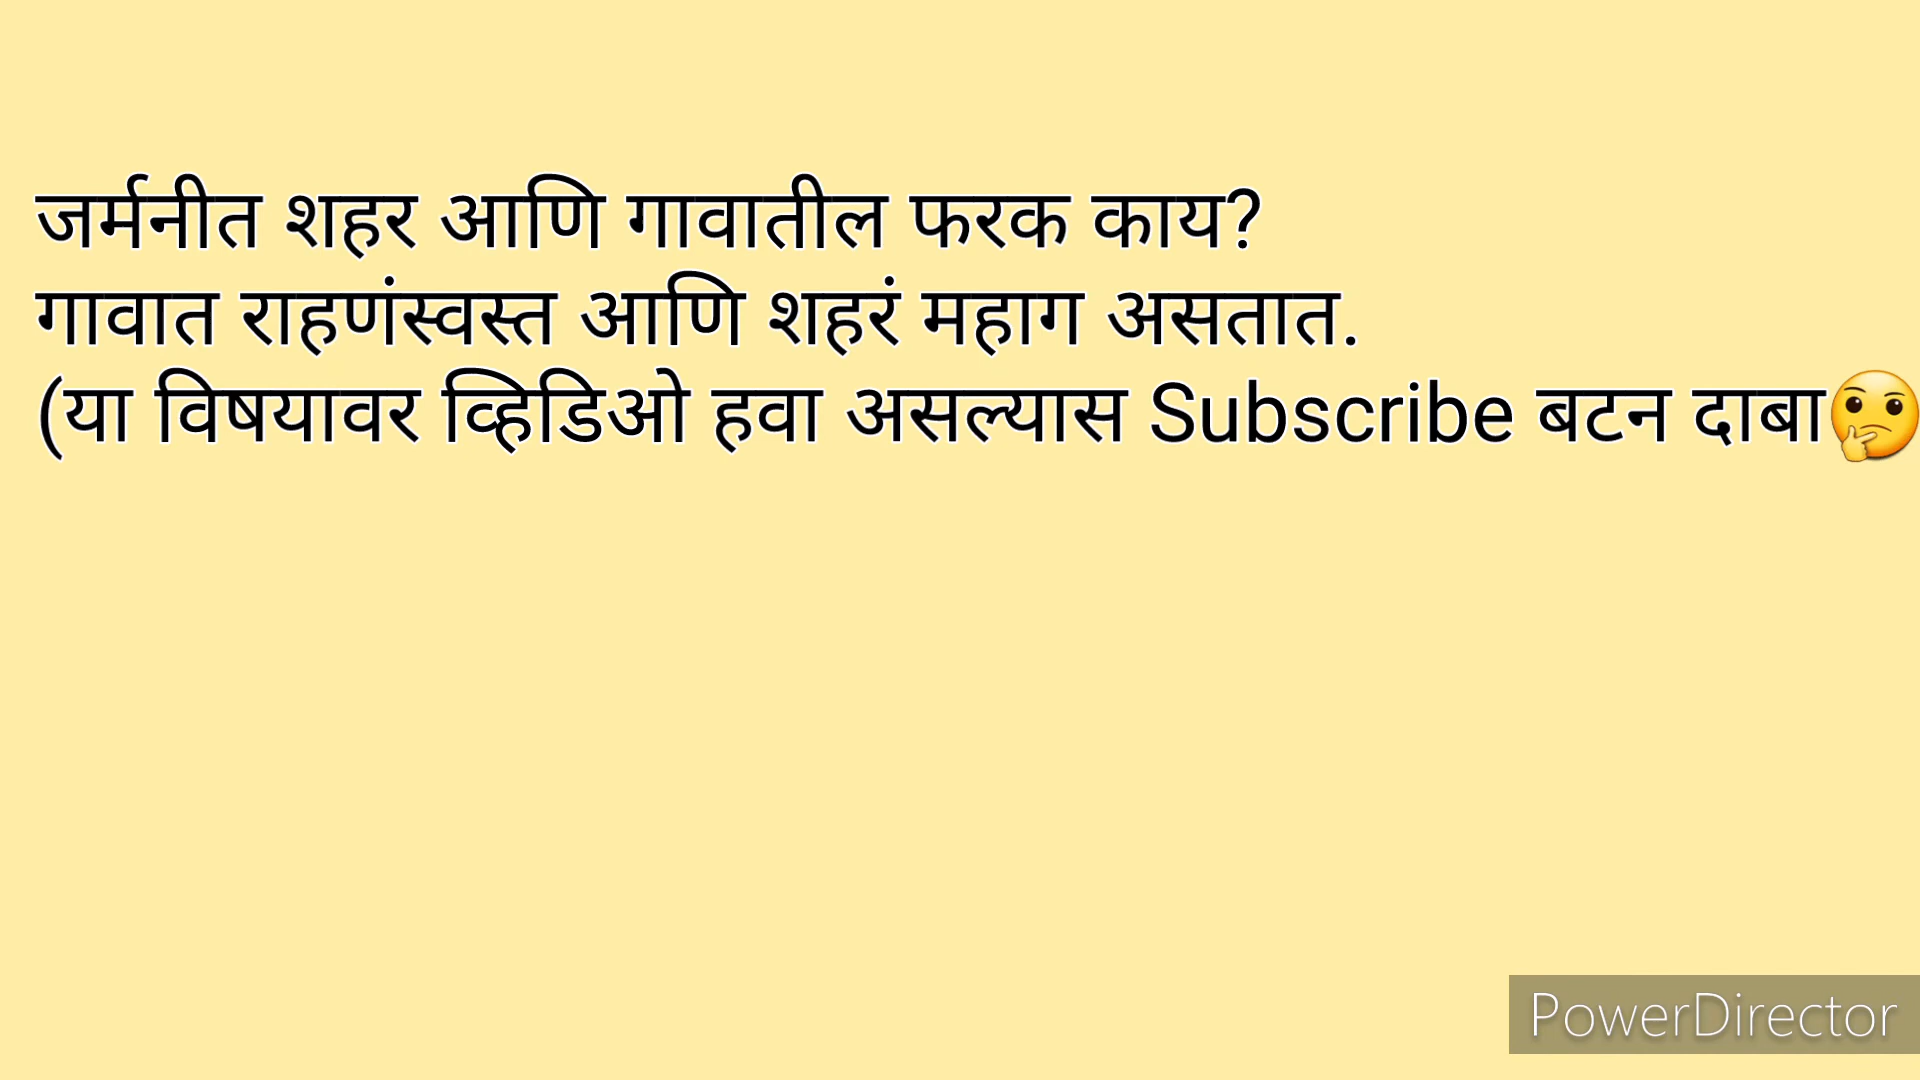 जर्मनीत शहर आणि गावातील फरक काय?
गावात राहणंस्वस्त आणि शहरं महाग असतात.
(या विषयावर व्हिडिओ हवा असल्यास Subscribe बटन दाबा🤔
PowerDirector